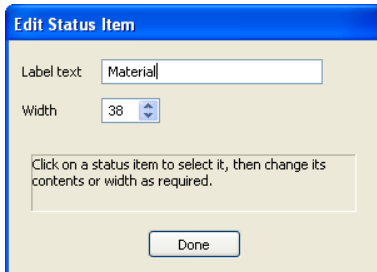 Edit Status Item
Label text Material
Width 38
Click on a status item to select it, then change its
contents or width as required.
Done